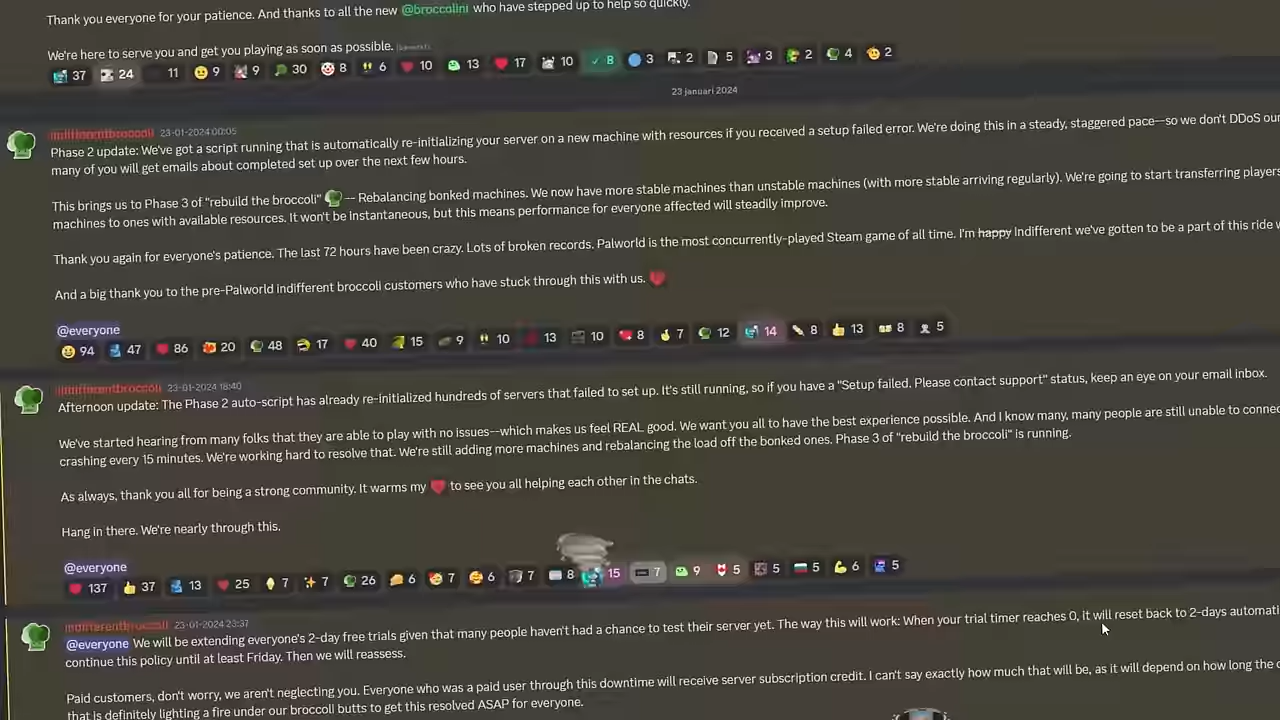 Thank you everyone for your patience. And thanks to all the new @broccolini who have stepped up to help so quickly.
We're here to serve you and get you playing as soon as possible.
37 24 11 9 9 30 8 6 10 13 17 10 8 3 2 5 3 2 4 2
23 januari 2024
indifferentbroccoli 23-01-2024 00:05
Phase 2 update: We've got a script running that is automatically re-initializing your server on a new machine with resources if you received a setup failed error. We're doing this in a steady, staggered pace—so we don't DDoS our
many of you will get emails about completed set up over the next few hours.
This brings us to Phase 3 of "rebuild the broccoli" 🥦 -- Rebalancing bonked machines. We now have more stable machines than unstable machines (with more stable arriving regularly). We're going to start transferring players
machines to ones with available resources. It won't be instantaneous, but this means performance for everyone affected will steadily improve.
Thank you again for everyone's patience. The last 72 hours have been crazy. Lots of broken records. Palworld is the most concurrently-played Steam game of all time. I'm happy Indifferent we've gotten to be a part of this ride w
And a big thank you to the pre-Palworld indifferent broccoli customers who have stuck through this with us. ❤️
@everyone
94 47 86 20 48 17 40 15 9 10 13 10 8 7 12 14 8 13 8 5
indifferentbroccoli 23-01-2024 18:40
Afternoon update: The Phase 2 auto-script has already re-initialized hundreds of servers that failed to set up. It's still running, so if you have a "Setup failed. Please contact support" status, keep an eye on your email inbox.
We've started hearing from many folks that they are able to play with no issues--which makes us feel REAL good. We want you all to have the best experience possible. And I know many, many people are still unable to connec
crashing every 15 minutes. We're working hard to resolve that. We're still adding more machines and rebalancing the load off the bonked ones. Phase 3 of "rebuild the broccoli" is running.
As always, thank you all for being a strong community. It warms my ❤️ to see you all helping each other in the chats.
Hang in there. We're nearly through this.
@everyone
137 37 13 25 7 7 26 6 7 6 7 8 15 7 9 5 5 5 6 5
indifferentbroccoli 23-01-2024 23:37
@everyone We will be extending everyone's 2-day free trials given that many people haven't had a chance to test their server yet. The way this will work: When your trial timer reaches 0, it will reset back to 2-days automati
continue this policy until at least Friday. Then we will reassess.
Paid customers, don't worry, we aren't neglecting you. Everyone who was a paid user through this downtime will receive server subscription credit. I can't say exactly how much that will be, as it will depend on how long the
that is definitely lighting a fire under our broccoli butts to get this resolved ASAP for everyone.